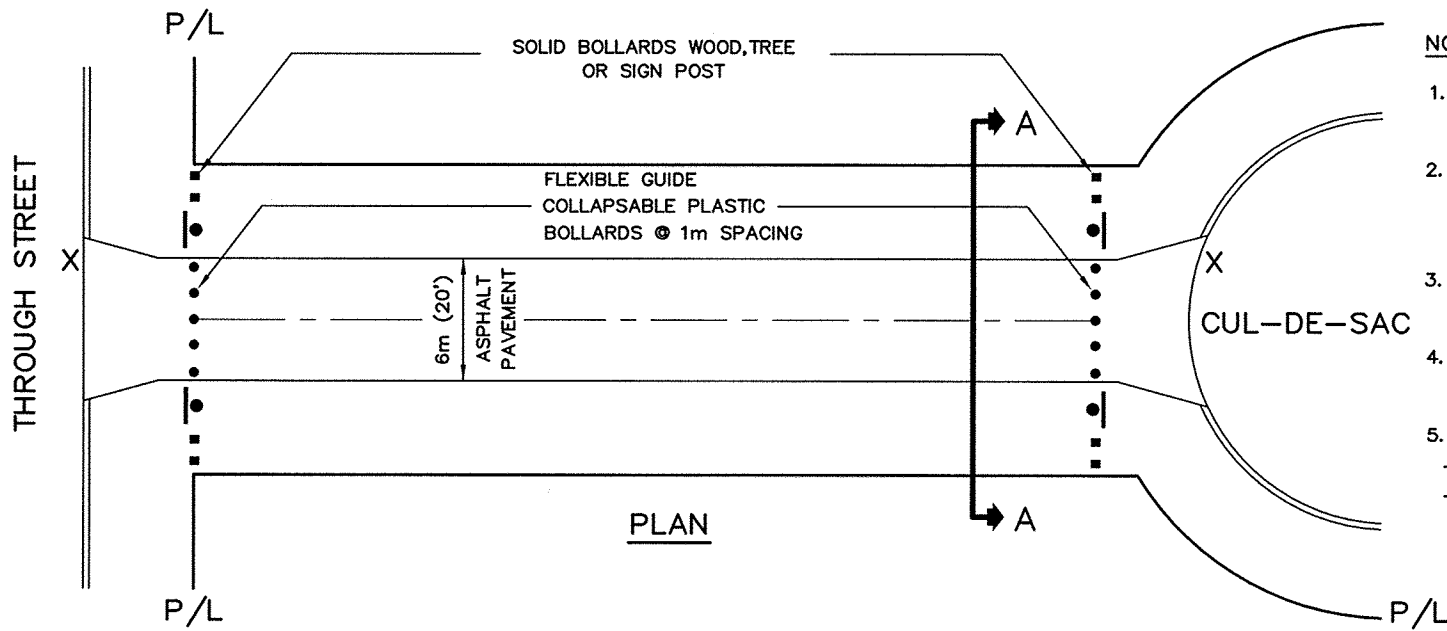 P/L
SOLID BOLLARDS WOOD,TREE
OR SIGN POST
A
THROUGH STREET
FLEXIBLE GUIDE
COLLAPSABLE PLASTIC
BOLLARDS @ 1m SPACING
X
6m (20')
ASPHALT
PAVEMENT
X
CUL-DE-SAC
PLAN
A
P/L
P/L
NO
1.
2.
3.
4.
5.